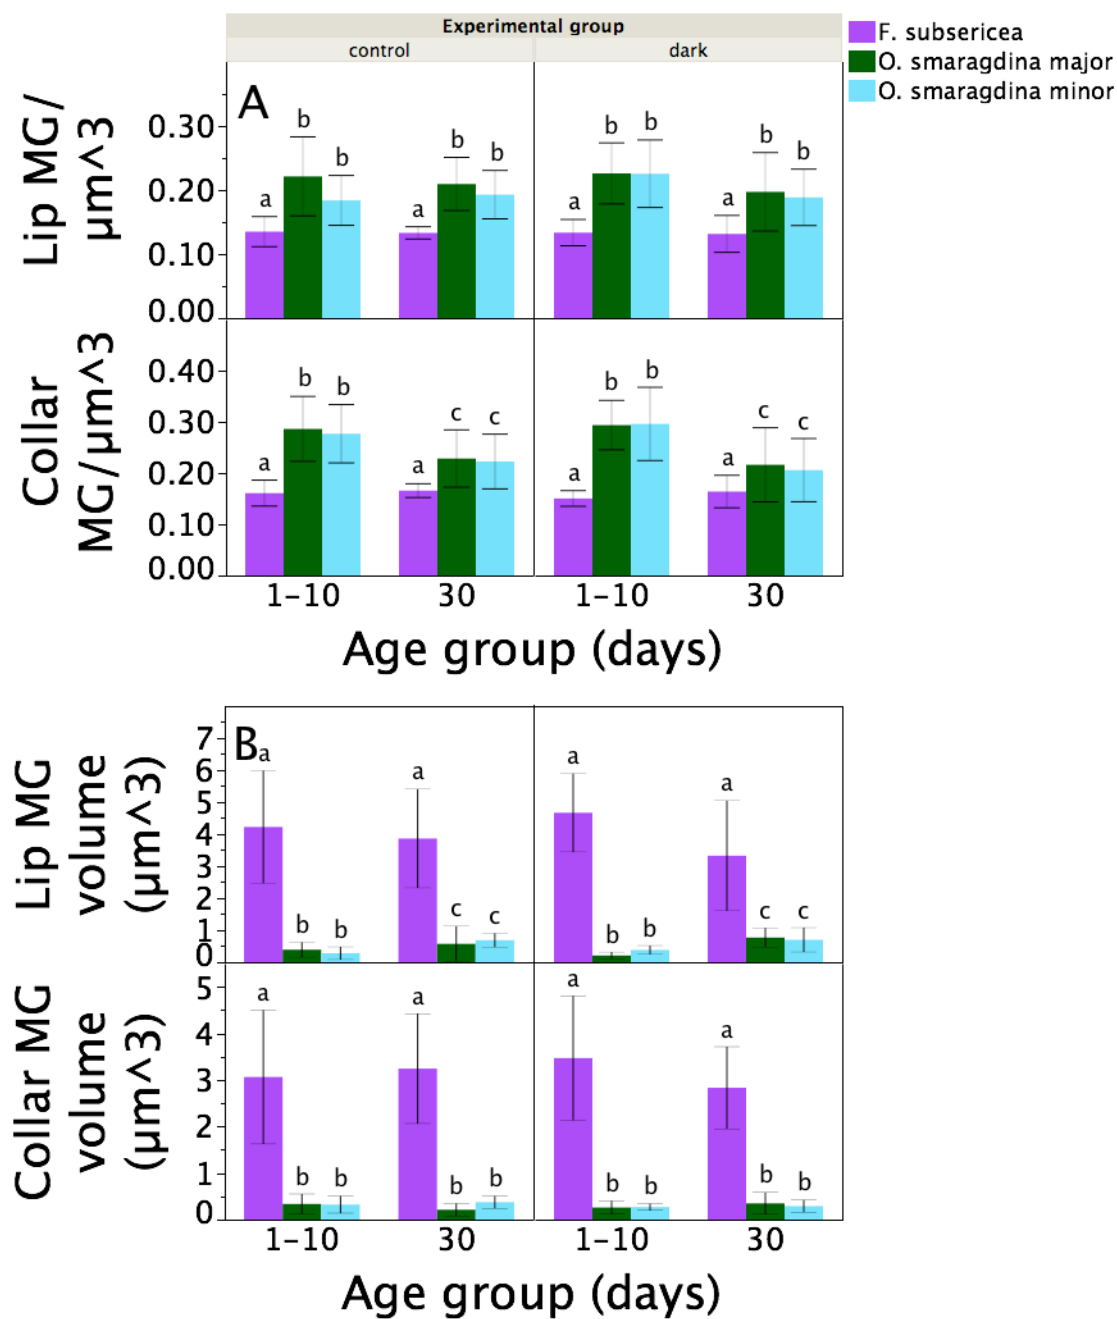 Experimental group
control dark
F. subsericea
O. smaragdina major
O. smaragdina minor
A
Lip MG/
µm^3
0.30
0.20
0.10
0.00
a b b a b b a b b a b b
Collar
MG/µm^3
0.40
0.30
0.20
0.10
0.00
a b b a c c a b b a c c
1-10 30 1-10 30
Age group (days)
B
Lip MG
volume
(µm^3)
7
6
5
4
3
2
1
0
a b b a c c a b b a c c
Collar MG
volume
(µm^3)
5
4
3
2
1
0
a b b a b b a b b a b b
1-10 30 1-10 30
Age group (days)